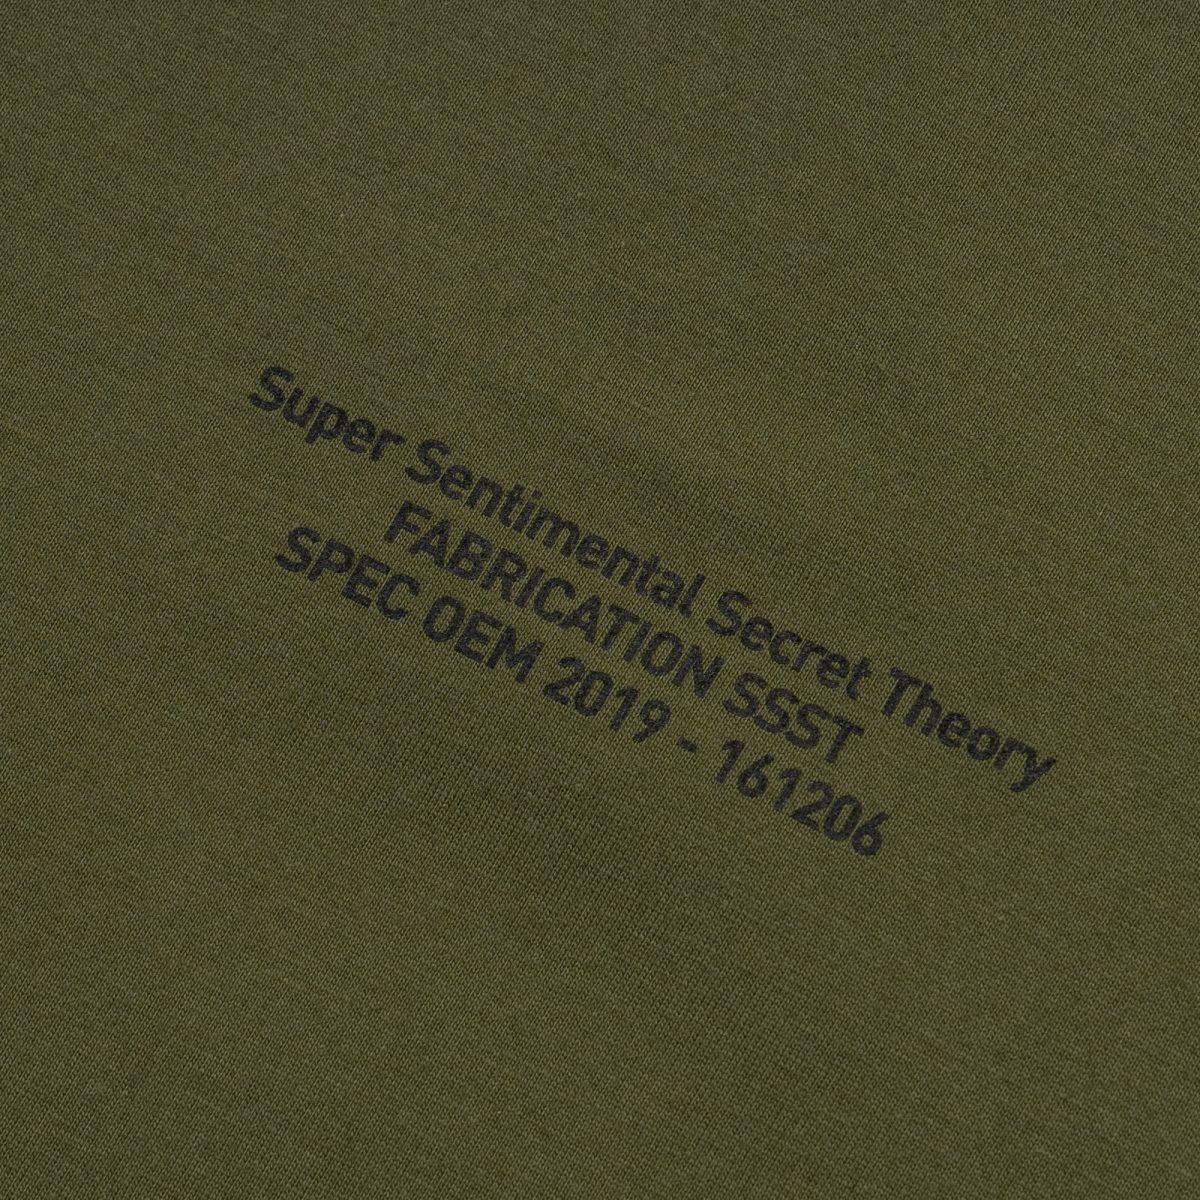 Super Sentimental Secret Theory
FABRICATION SSST
SPEC OEM 2019 - 161206